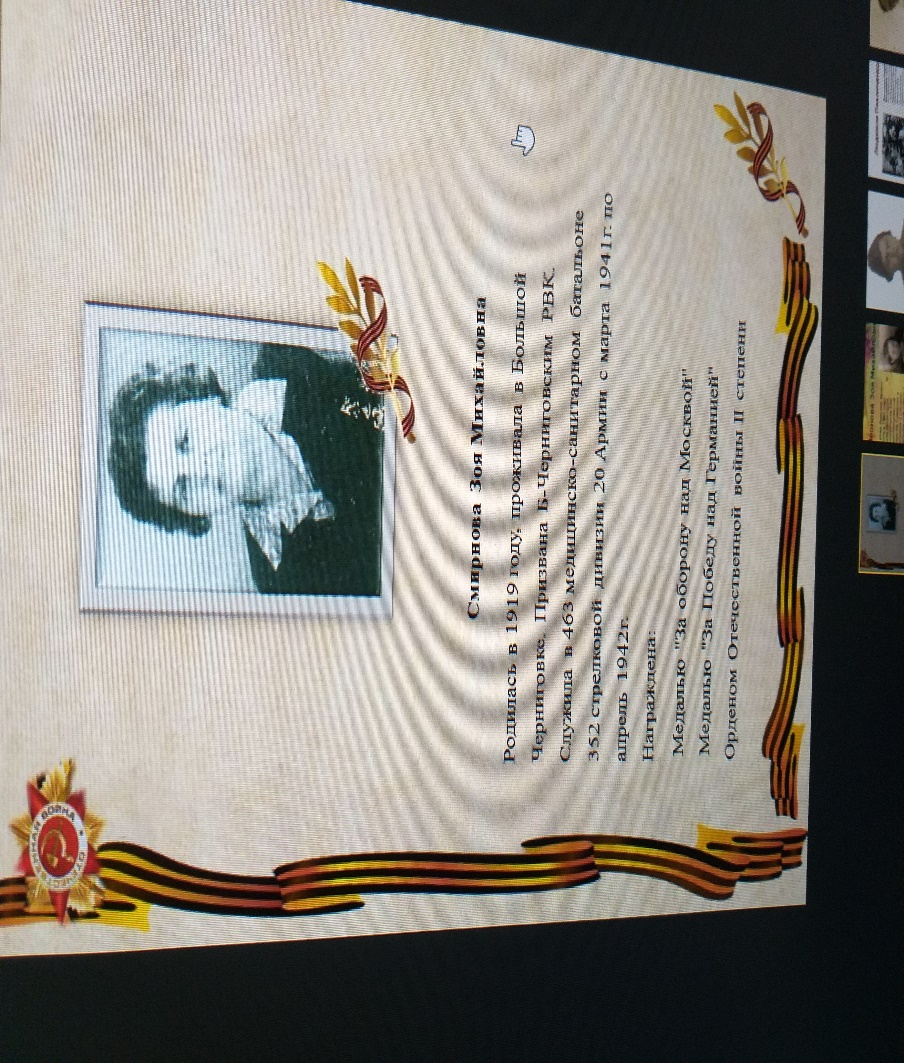 Смирнова Зоя Михайловна
Родилась в 1919 году, проживала в Большой
Черниговке. Призвана Б-Черниговским РВК.
Служила в 463 медицинско-санитарном батальоне
352 стрелковой дивизии 20 Армии с марта 1941г. по
апрель 1942г.
Награждена:
Медалью "За оборону над Москвой"
Медалью "За Победу над Германией"
Орденом Отечественной войны II степени
ОТЕЧЕСТВЕННАЯ ВОЙНА